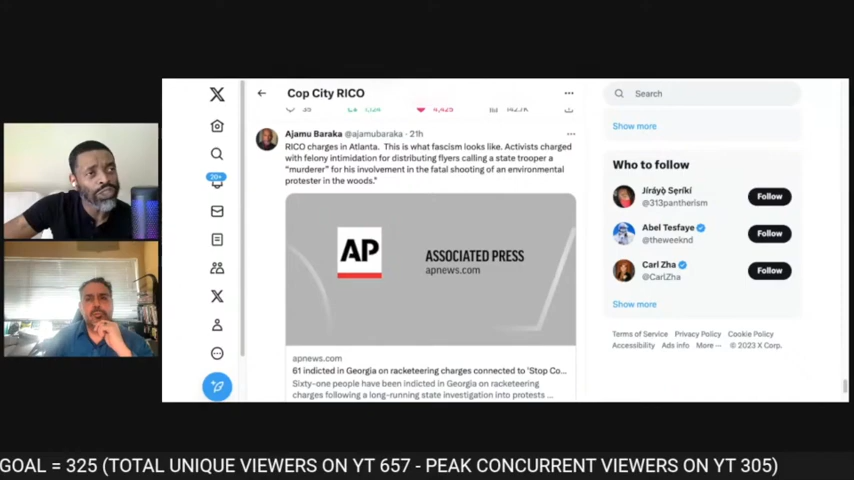 Cop City RICO
Search
Ajamu Baraka @ajamubaraka · 21h
RICO charges in Atlanta. This is what fascism looks like. Activists charged
with felony intimidation for distributing flyers calling a state trooper a
"murderer" for his involvement in the fatal shooting of an environmental
protester in the woods."
AP
ASSOCIATED PRESS
apnews.com
apnews.com
61 indicted in Georgia on racketeering charges connected to 'Stop Co...
Sixty-one people have been indicted in Georgia on racketeering
charges following a long-running state investigation into protests ...
20+
Show more
Who to follow
Jíráyọ̀ Ṣẹríkí
@313pantherism
Follow
Abel Tesfaye
@theweeknd
Follow
Carl Zha
@CarlZha
Follow
Show more
Terms of Service Privacy Policy Cookie Policy
Accessibility Ads info More ··· © 2023 X Corp.
GOAL = 325 (TOTAL UNIQUE VIEWERS ON YT 657 - PEAK CONCURRENT VIEWERS ON YT 305)